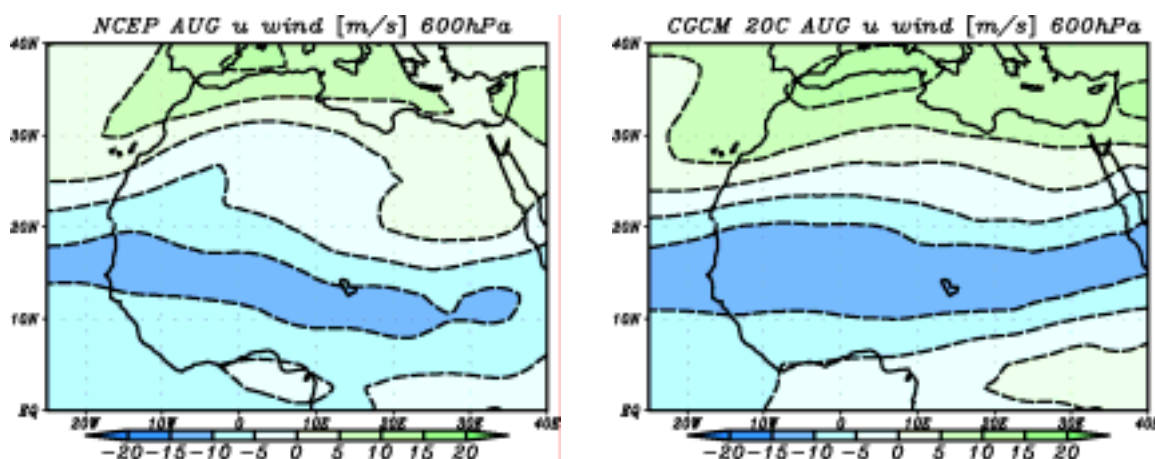 NCEP AUG u wind [m/s] 600hPa
40N
30N
20N
10N
EQ
20W 10W 0 10E 20E 30E 40E
-20 -15 -10 -5 0 5 10 15 20
CGCM 20C AUG u wind [m/s] 600hPa
40N
30N
20N
10N
EQ
20W 10W 0 10E 20E 30E 40E
-20 -15 -10 -5 0 5 10 15 20